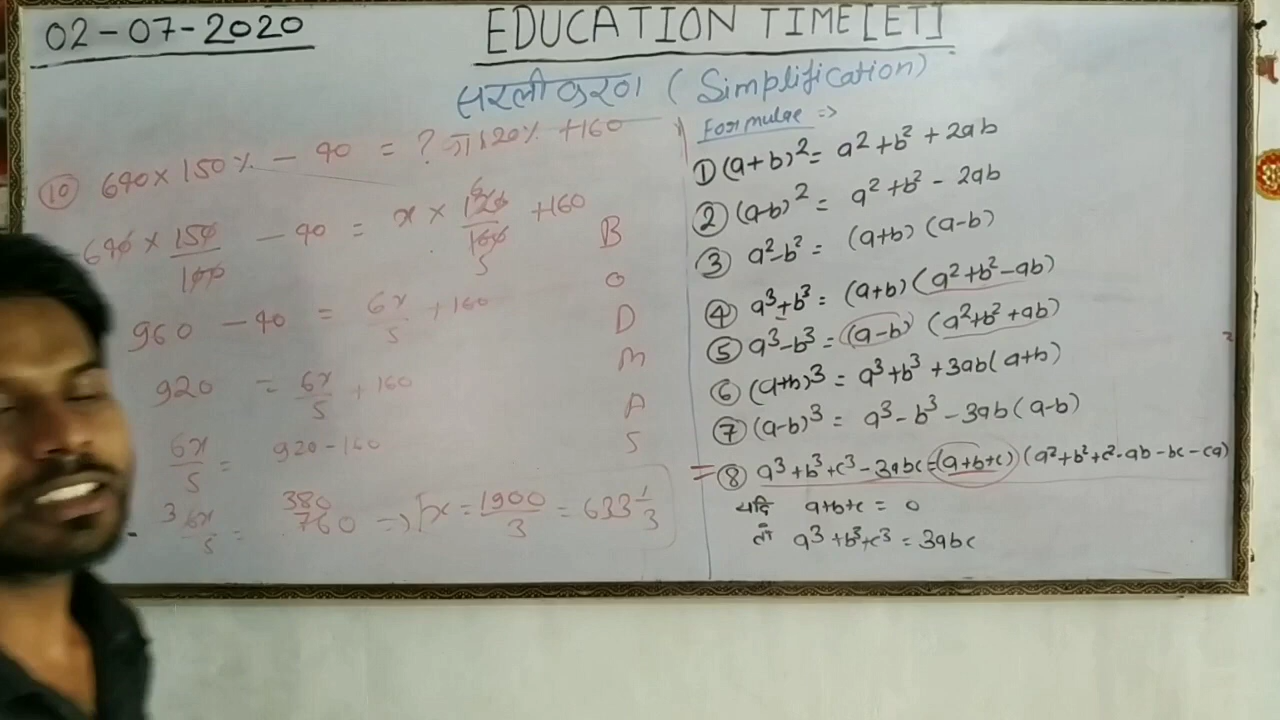 02-07-2020
EDUCATION TIME[ET]
सरलीकरण (Simplification)
⑩ 640×150% - 40 = ? का 120% +160
640 × 150/100 - 40 = x × 120/100 +160
5
960 - 40 = 6x/5 +160
920 = 6x/5 + 160
6x/5 = 920-160
3 6x/5 = 380 760 => x = 1900/3 = 633 1/3
B
O
D
M
A
S
Formulae =>
① (a+b)² = a²+b²+2ab
② (a-b)² = a²+b²-2ab
③ a²-b² = (a+b) (a-b)
④ a³+b³ = (a+b) (a²+b²-ab)
⑤ a³-b³ = (a-b) (a²+b²+ab)
⑥ (a+b)³ = a³+b³+3ab(a+b)
⑦ (a-b)³ = a³-b³-3ab(a-b)
= ⑧ a³+b³+c³-3abc=(a+b+c) (a²+b²+c²-ab-bc-ca)
यदि a+b+c = 0
तो a³+b³+c³ = 3abc